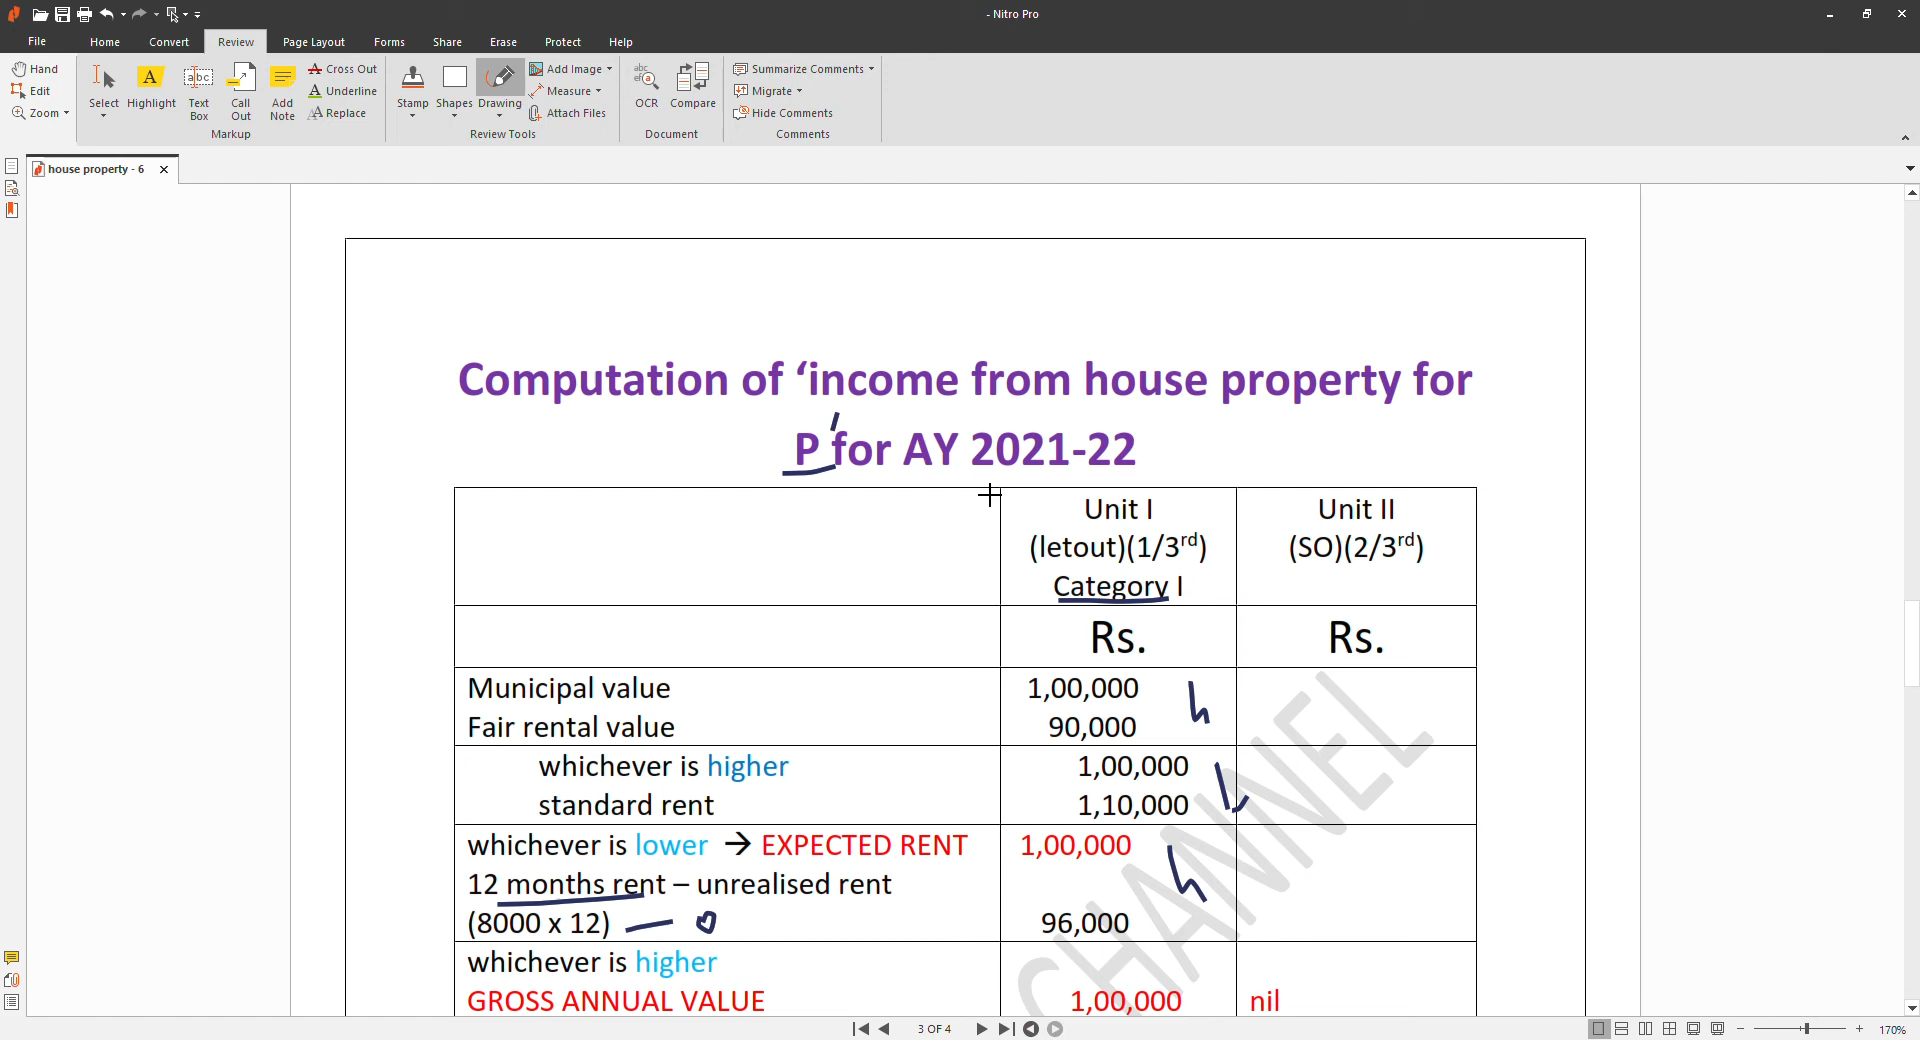 - Nitro Pro
File Home Convert Review Page Layout Forms Share Erase Protect Help
Hand
Edit
Zoom
Select
Highlight
Text Box
Call Out
Add Note
Cross Out
Underline
Replace
Markup
Stamp
Shapes
Drawing
Add Image
Measure
Attach Files
Review Tools
OCR
Compare
Document
Summarize Comments
Migrate
Hide Comments
Comments
house property - 6
Computation of ‘income from house property for
P for AY 2021-22
Unit I
(letout)(1/3rd)
Category I
Unit II
(SO)(2/3rd)
Rs. Rs.
Municipal value 1,00,000
Fair rental value 90,000
whichever is higher 1,00,000
standard rent 1,10,000
whichever is lower → EXPECTED RENT 1,00,000
12 months rent – unrealised rent
(8000 x 12) 96,000
whichever is higher
GROSS ANNUAL VALUE 1,00,000 nil
CHANNEL
3 OF 4
170%